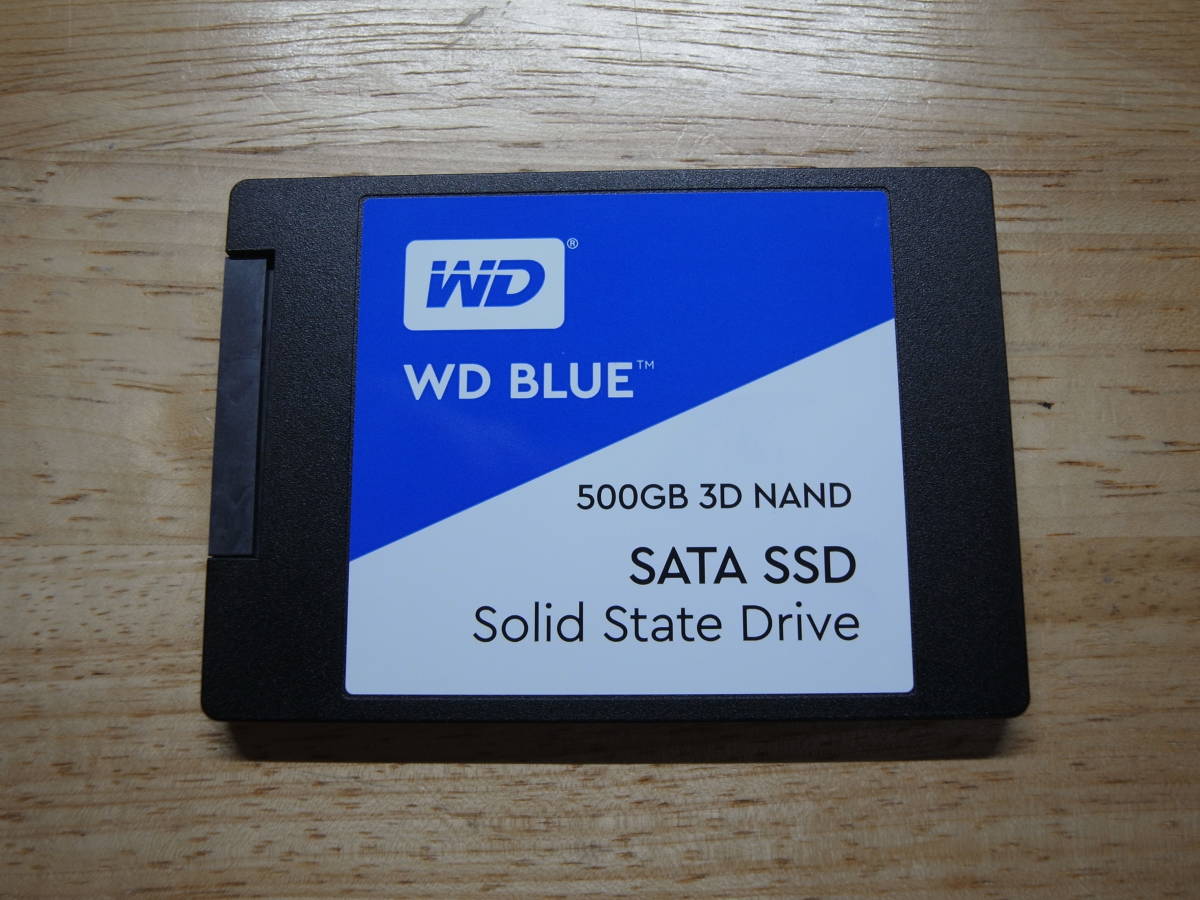 WD®
WD BLUE™
500GB 3D NAND
SATA SSD
Solid State Drive